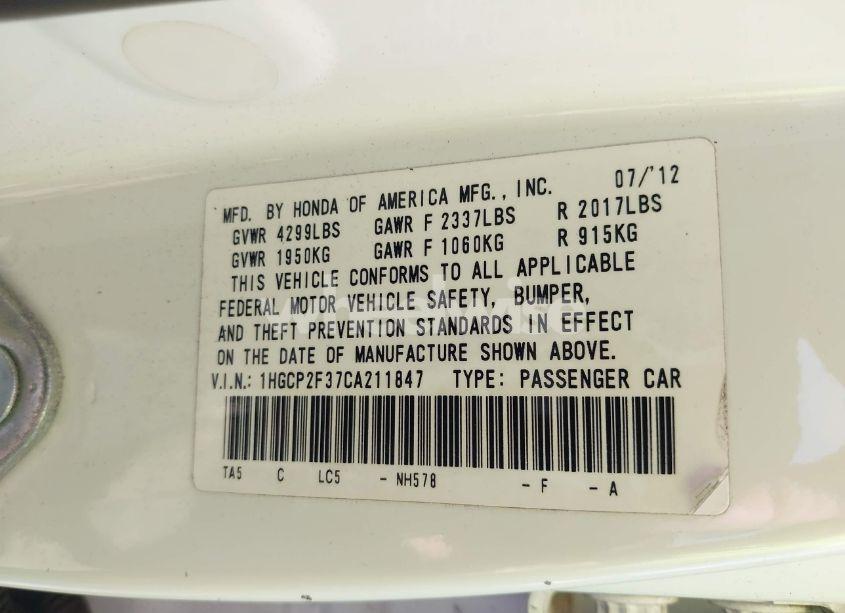 MFD. BY HONDA OF AMERICA MFG., INC. 07/'12
GVWR 4299LBS GAWR F 2337LBS R 2017LBS
GVWR 1950KG GAWR F 1060KG R 915KG
THIS VEHICLE CONFORMS TO ALL APPLICABLE
FEDERAL MOTOR VEHICLE SAFETY, BUMPER,
AND THEFT PREVENTION STANDARDS IN EFFECT
ON THE DATE OF MANUFACTURE SHOWN ABOVE.
V.I.N.: 1HGCP2F37CA211847 TYPE: PASSENGER CAR
TA5 C LC5 - NH578 - F - A